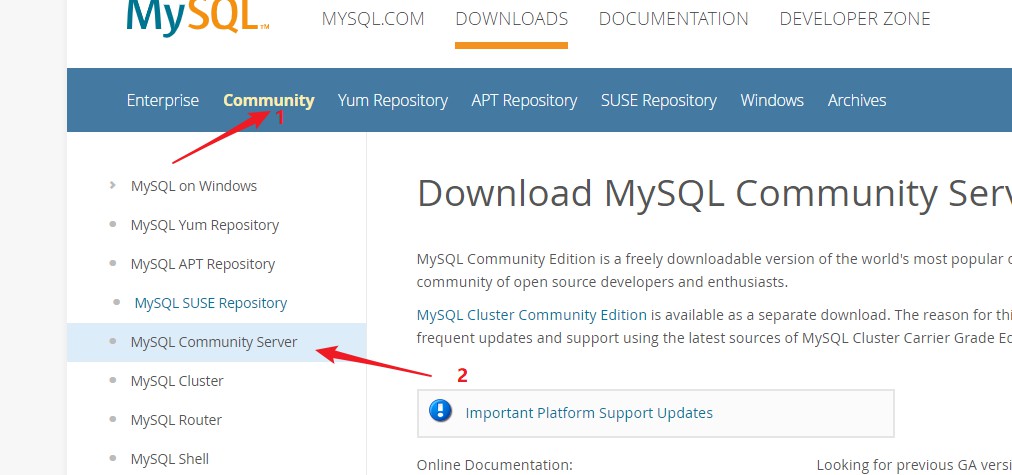 MySQL™
MYSQL.COM DOWNLOADS DOCUMENTATION DEVELOPER ZONE
Enterprise Community Yum Repository APT Repository SUSE Repository Windows Archives
1
MySQL on Windows
MySQL Yum Repository
MySQL APT Repository
MySQL SUSE Repository
MySQL Community Server
MySQL Cluster
MySQL Router
MySQL Shell
2
Download MySQL Community Serv
MySQL Community Edition is a freely downloadable version of the world's most popular
community of open source developers and enthusiasts.
MySQL Cluster Community Edition is available as a separate download. The reason for thi
frequent updates and support using the latest sources of MySQL Cluster Carrier Grade Ed
Important Platform Support Updates
Online Documentation:
Looking for previous GA versi